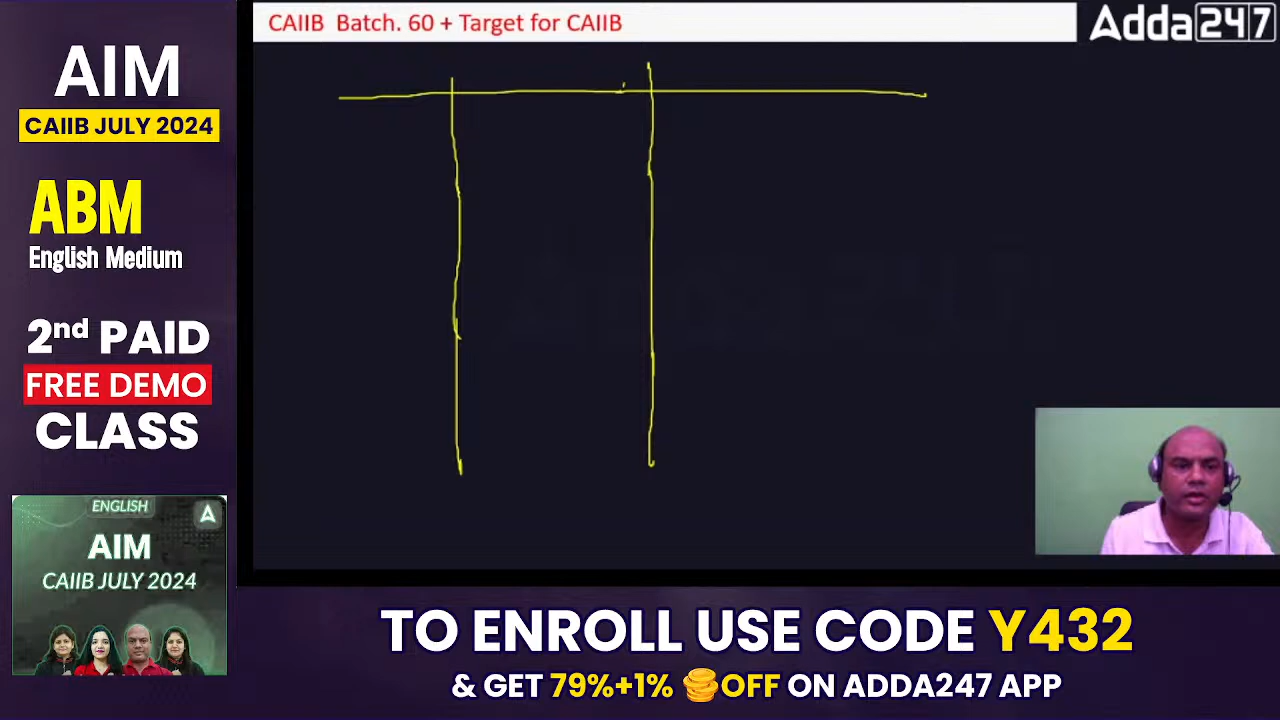 CAIIB Batch. 60 + Target for CAIIB
Adda247
AIM
CAIIB JULY 2024
ABM
English Medium
2nd PAID
FREE DEMO
CLASS
ENGLISH
AIM
CAIIB JULY 2024
TO ENROLL USE CODE Y432
& GET 79%+1% OFF ON ADDA247 APP